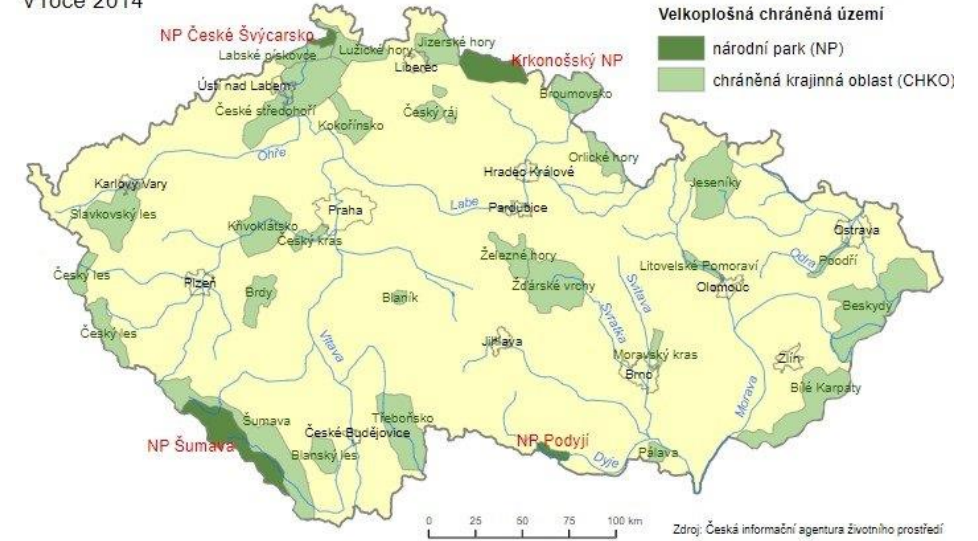 v roce 2014
Velkoplošná chráněná území
národní park (NP)
chráněná krajinná oblast (CHKO)
NP České Švýcarsko
Labské pískovce
Lužické hory
Jizerské hory
Liberec
Krkonošský NP
Broumovsko
Ústí nad Labem
České středohoří
Kokořínsko
Český ráj
Ohře
Orlické hory
Hradec Králové
Jeseníky
Karlovy Vary
Slavkovský les
Praha
Labe
Pardubice
Křivoklátsko
Český kras
Ostrava
Železné hory
Odra
Poodří
Litovelské Pomoraví
Český les
Plzeň
Brdy
Blaník
Žďárské vrchy
Olomouc
Svitava
Svratka
Beskydy
Český les
Vltava
Jihlava
Moravský kras
Brno
Zlín
Morava
Bílé Karpaty
Šumava
Třeboňsko
České Budějovice
NP Šumava
Blanský les
NP Podyjí
Dyje
Pálava
0 25 50 75 100 km
Zdroj: Česká informační agentura životního prostředí